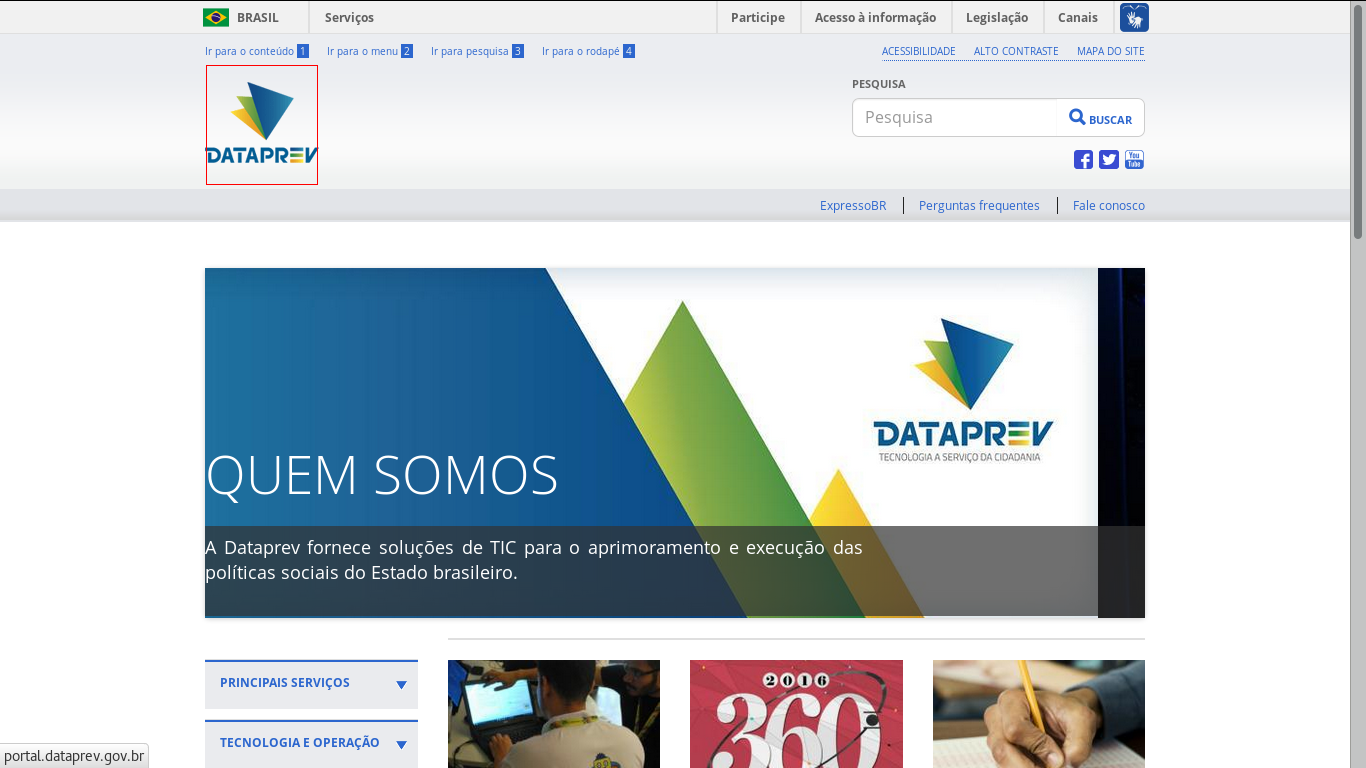 BRASIL
Serviços
Participe
Acesso à informação
Legislação
Canais
Ir para o conteúdo 1
Ir para o menu 2
Ir para pesquisa 3
Ir para o rodapé 4
ACESSIBILIDADE
ALTO CONTRASTE
MAPA DO SITE
DATAPREV
PESQUISA
Pesquisa
BUSCAR
You
Tube
ExpressoBR
Perguntas frequentes
Fale conosco
DATAPREV
TECNOLOGIA A SERVIÇO DA CIDADANIA
QUEM SOMOS
A Dataprev fornece soluções de TIC para o aprimoramento e execução das
políticas sociais do Estado brasileiro.
PRINCIPAIS SERVIÇOS
TECNOLOGIA E OPERAÇÃO
2016
360
portal.dataprev.gov.br